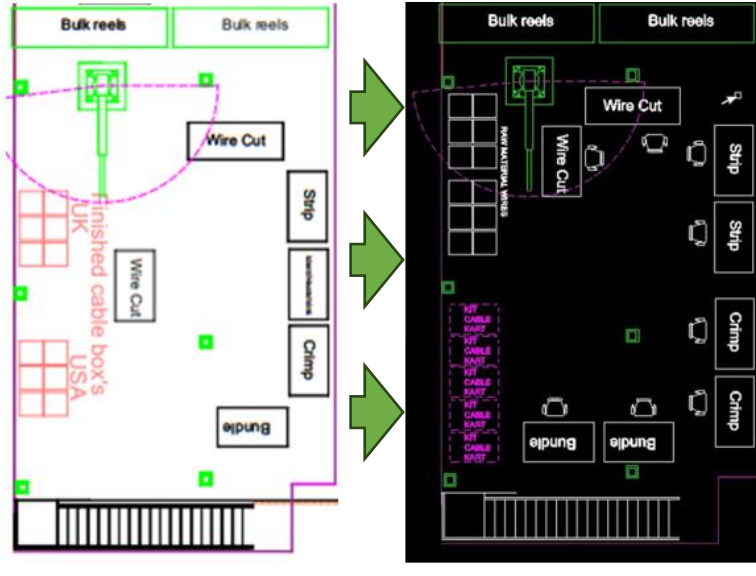 Bulk reels
Bulk reels
Wire Cut
Strip
Finished cable box's
UK
USA
Wire Cut
Crimp
Bundle
Bulk reels
Bulk reels
Wire Cut
Wire Cut
RAW MATERIAL WIRES
Strip
Strip
KIT
CABLE
KART
KIT
CABLE
KART
KIT
CABLE
KART
KIT
CABLE
KART
KIT
CABLE
KART
Crimp
Crimp
Bundle
Bundle